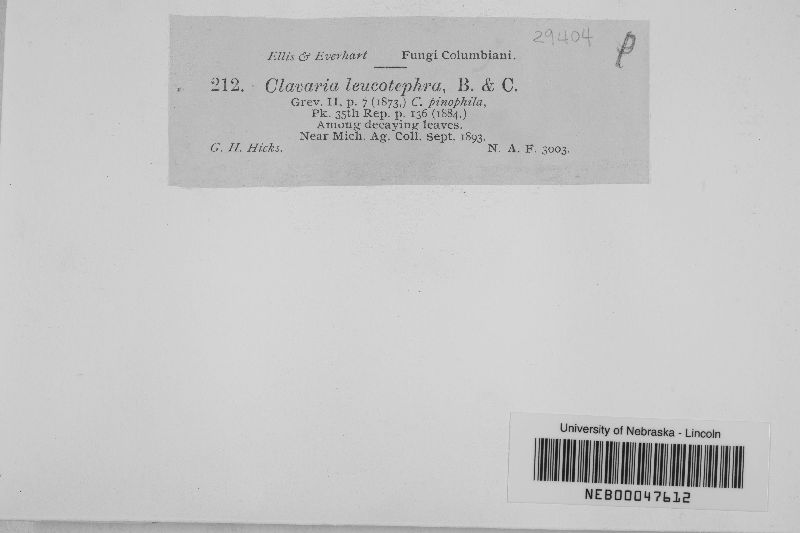 29404 p
Ellis & Everhart Fungi Columbiani.
212. Clavaria leucotephra, B. & C.
Grev. II, p. 7 (1873,) C. pinophila,
Pk. 35th Rep. p. 136 (1884,)
Among decaying leaves.
Near Mich. Ag. Coll. Sept. 1893.
G. H. Hicks. N. A. F. 3003.
University of Nebraska - Lincoln
NEB00047612